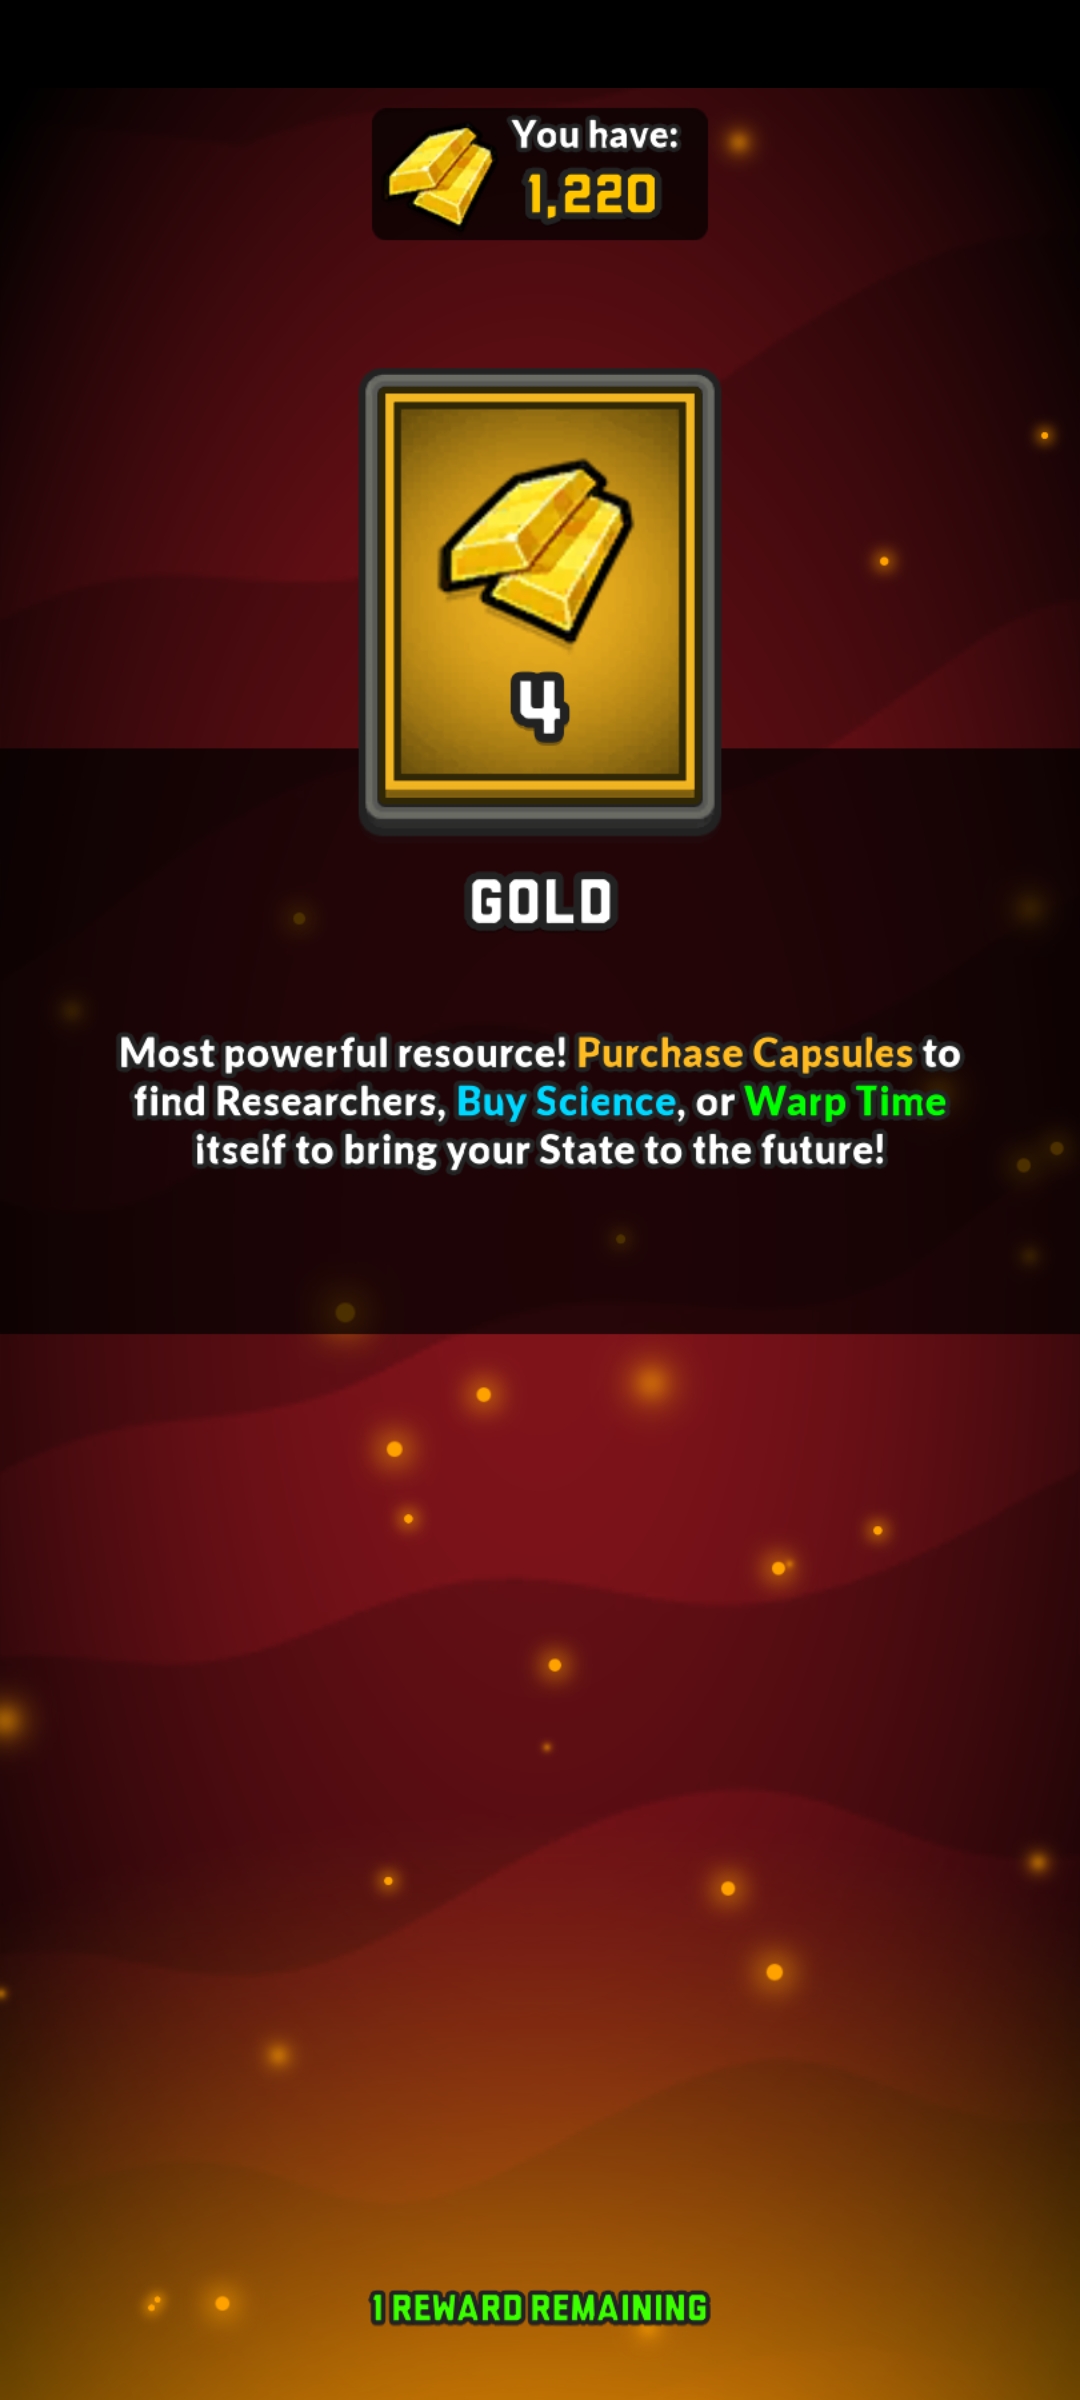 You have:
1,220
4
GOLD
Most powerful resource! Purchase Capsules to
find Researchers, Buy Science, or Warp Time
itself to bring your State to the future!
1 REWARD REMAINING